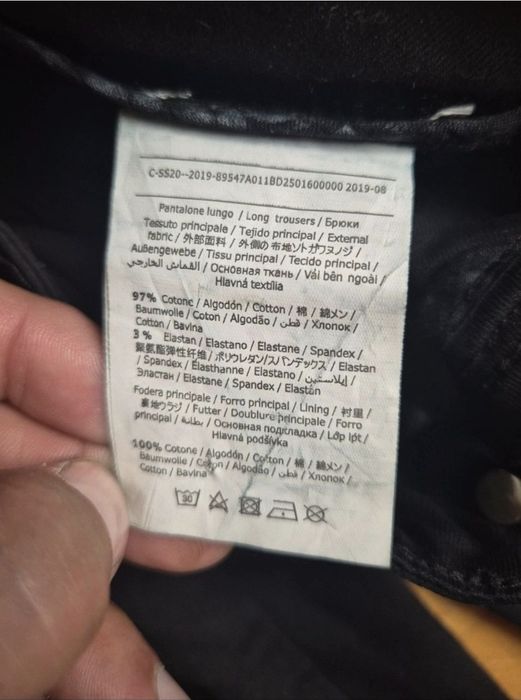 C-SS20--2019-89547A011BD2501600000 2019-08
Pantalone lungo / Long trousers / Брюки
Tessuto principale / Tejido principal / External
fabric / 外部面料 / 外側の布地ソトガワヌノジ /
Außengewebe / Tissu principal / Tecido principal /
القماش الخارجي / Основная ткань / Vải bên ngoài /
Hlavná textília
97% Cotone / Algodón / Cotton / 棉 / 綿メン /
Baumwolle / Coton / Algodão / قطن / Хлопок /
Cotton / Bavlna
3 % Elastan / Elastano / Elastane / Spandex /
聚氨酯弹性纤维 / ポリウレタン/スパンデックス / Elastan
/ Spandex / Elasthanne / Elastano / إيلاستين /
Эластан / Elastane / Spandex / Elastán
Fodera principale / Forro principal / Lining / 衬里 /
裏地ウラジ / Futter / Doublure principale / Forro
principal / بطانة / Основная подкладка / Lớp lót /
Hlavná podšívka
100% Cotone / Algodón / Cotton / 棉 / 綿メン /
Baumwolle / Coton / Algodão / قطن / Хлопок /
Cotton / Bavlna
30